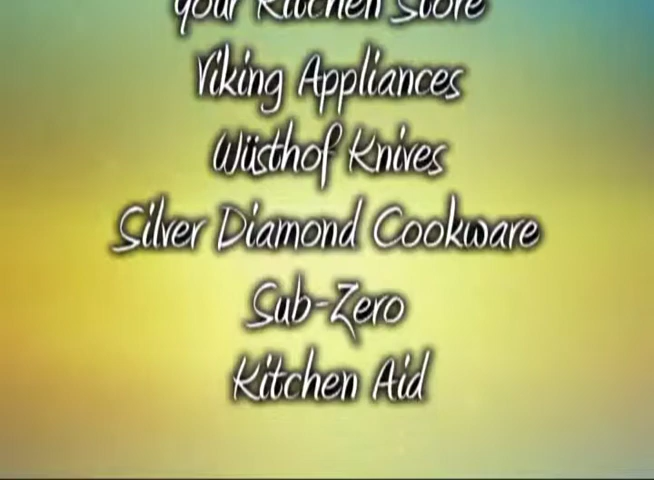 Your Kitchen Store
Viking Appliances
Wüsthof Knives
Silver Diamond Cookware
Sub-Zero
Kitchen Aid